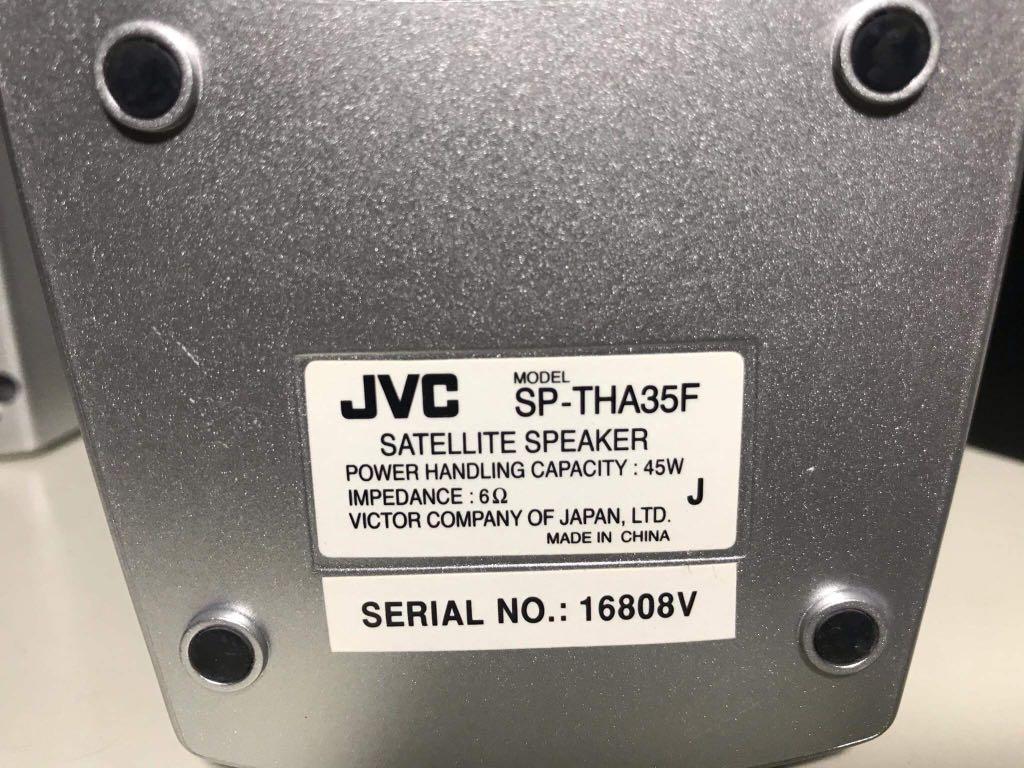 JVC MODEL SP-THA35F
SATELLITE SPEAKER
POWER HANDLING CAPACITY : 45W
IMPEDANCE : 6Ω J
VICTOR COMPANY OF JAPAN, LTD.
MADE IN CHINA
SERIAL NO.: 16808V